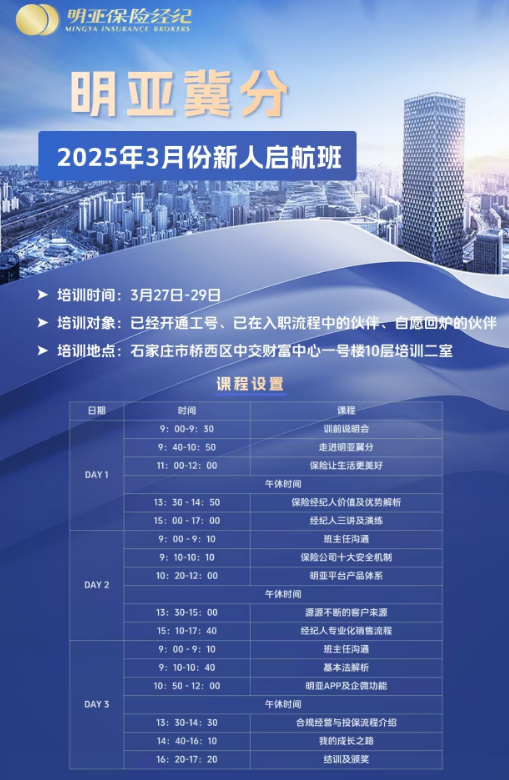 明亚保险经纪
MINGYA INSURANCE BROKERS
明亚冀分
2025年3月份新人启航班
➤ 培训时间：3月27日-29日
➤ 培训对象：已经开通工号、已在入职流程中的伙伴、自愿回炉的伙伴
➤ 培训地点：石家庄市桥西区中交财富中心一号楼10层培训二室
课程设置
日期 时间 课程
DAY 1
9：00-9：30 训前说明会
9：40-10：50 走进明亚冀分
11：00-12：00 保险让生活更美好
午休时间
13：30-14：50 保险经纪人价值及优势解析
15：00-17：00 经纪人三讲及演练
DAY 2
9：00-9：10 班主任沟通
9：10-10：10 保险公司十大安全机制
10：20-12：00 明亚平台产品体系
午休时间
13：30-15：00 源源不断的客户来源
15：10-17：40 经纪人专业化销售流程
DAY 3
9：00-9：10 班主任沟通
9：10-10：40 基本法解析
10：50-12：00 明亚APP及企微功能
午休时间
13：30-14：30 合规经营与投保流程介绍
14：40-16：10 我的成长之路
16：20-17：20 结训及颁奖